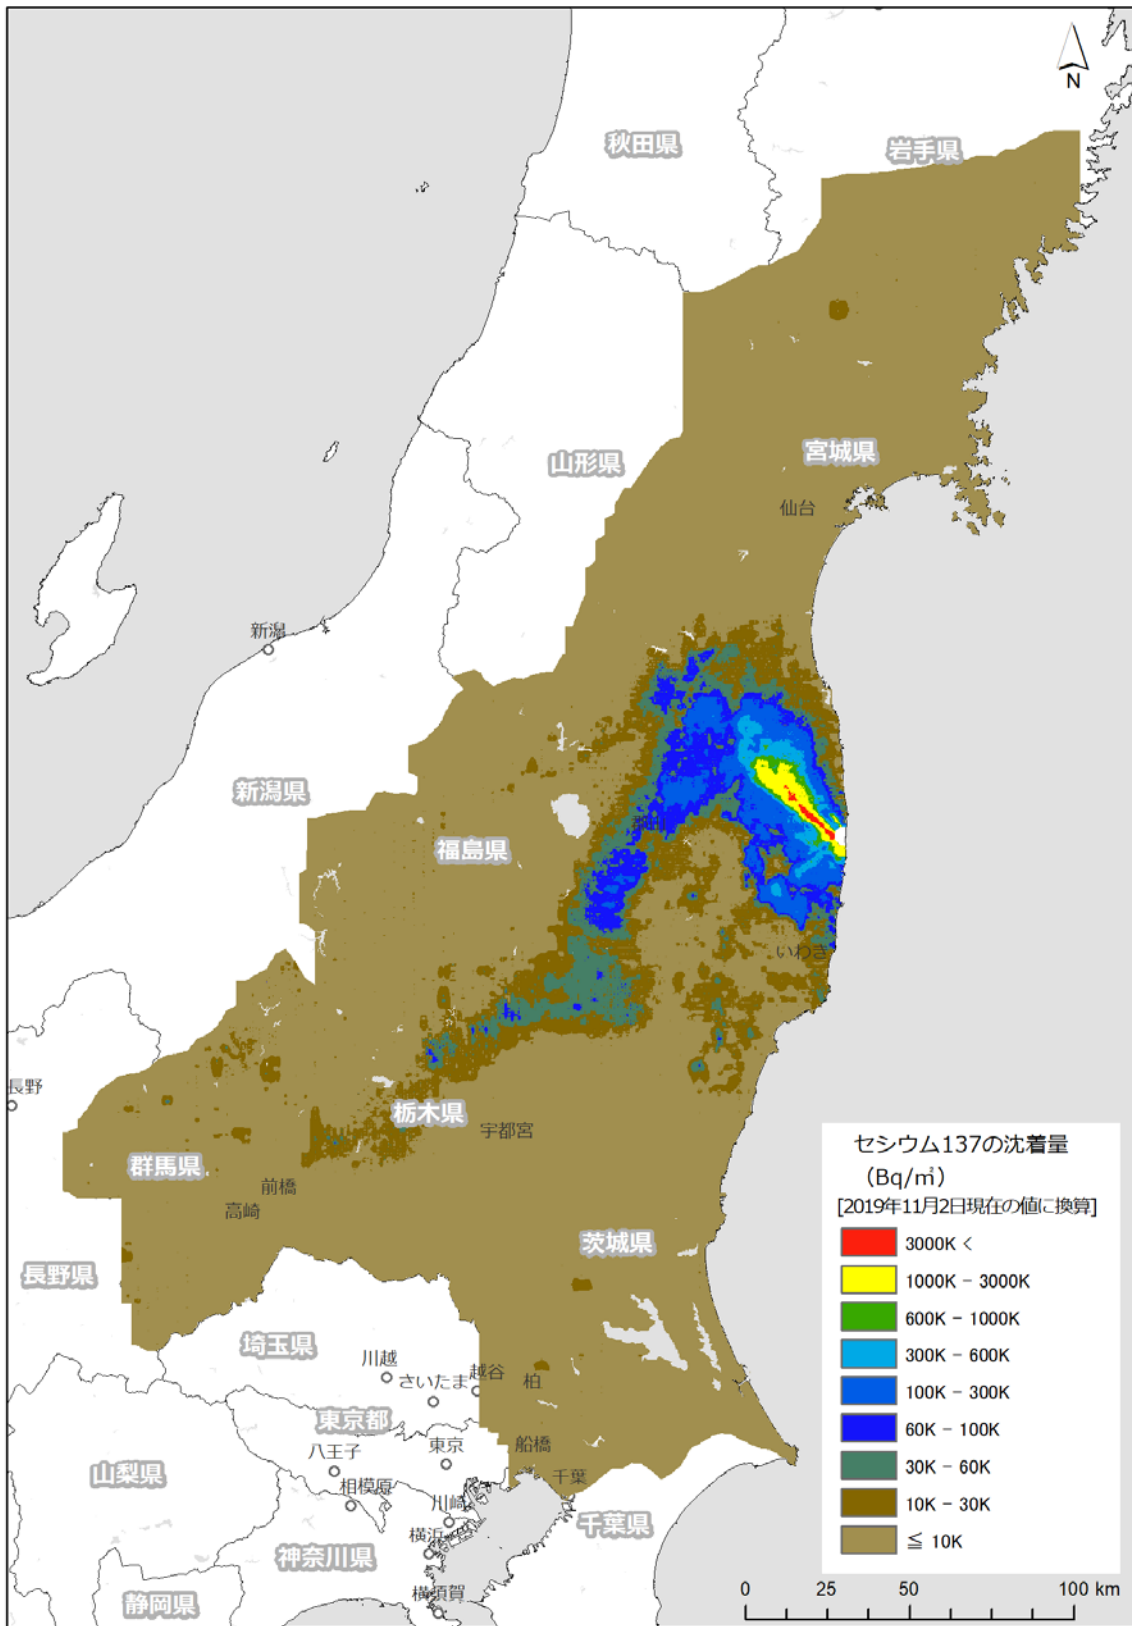 N
秋田県
岩手県
宮城県
山形県
仙台
新潟
新潟県
福島県
いわき
長野
栃木県
宇都宮
群馬県
前橋
高崎
茨城県
長野県
埼玉県
川越
さいたま
越谷
柏
東京都
八王子
東京
船橋
千葉
山梨県
相模原
川崎
千葉県
横浜
神奈川県
静岡県
横須賀
セシウム137の沈着量
（Bq/㎡）
[2019年11月2日現在の値に換算]
3000K <
1000K − 3000K
600K − 1000K
300K − 600K
100K − 300K
60K − 100K
30K − 60K
10K − 30K
≦ 10K
0 25 50 100 km